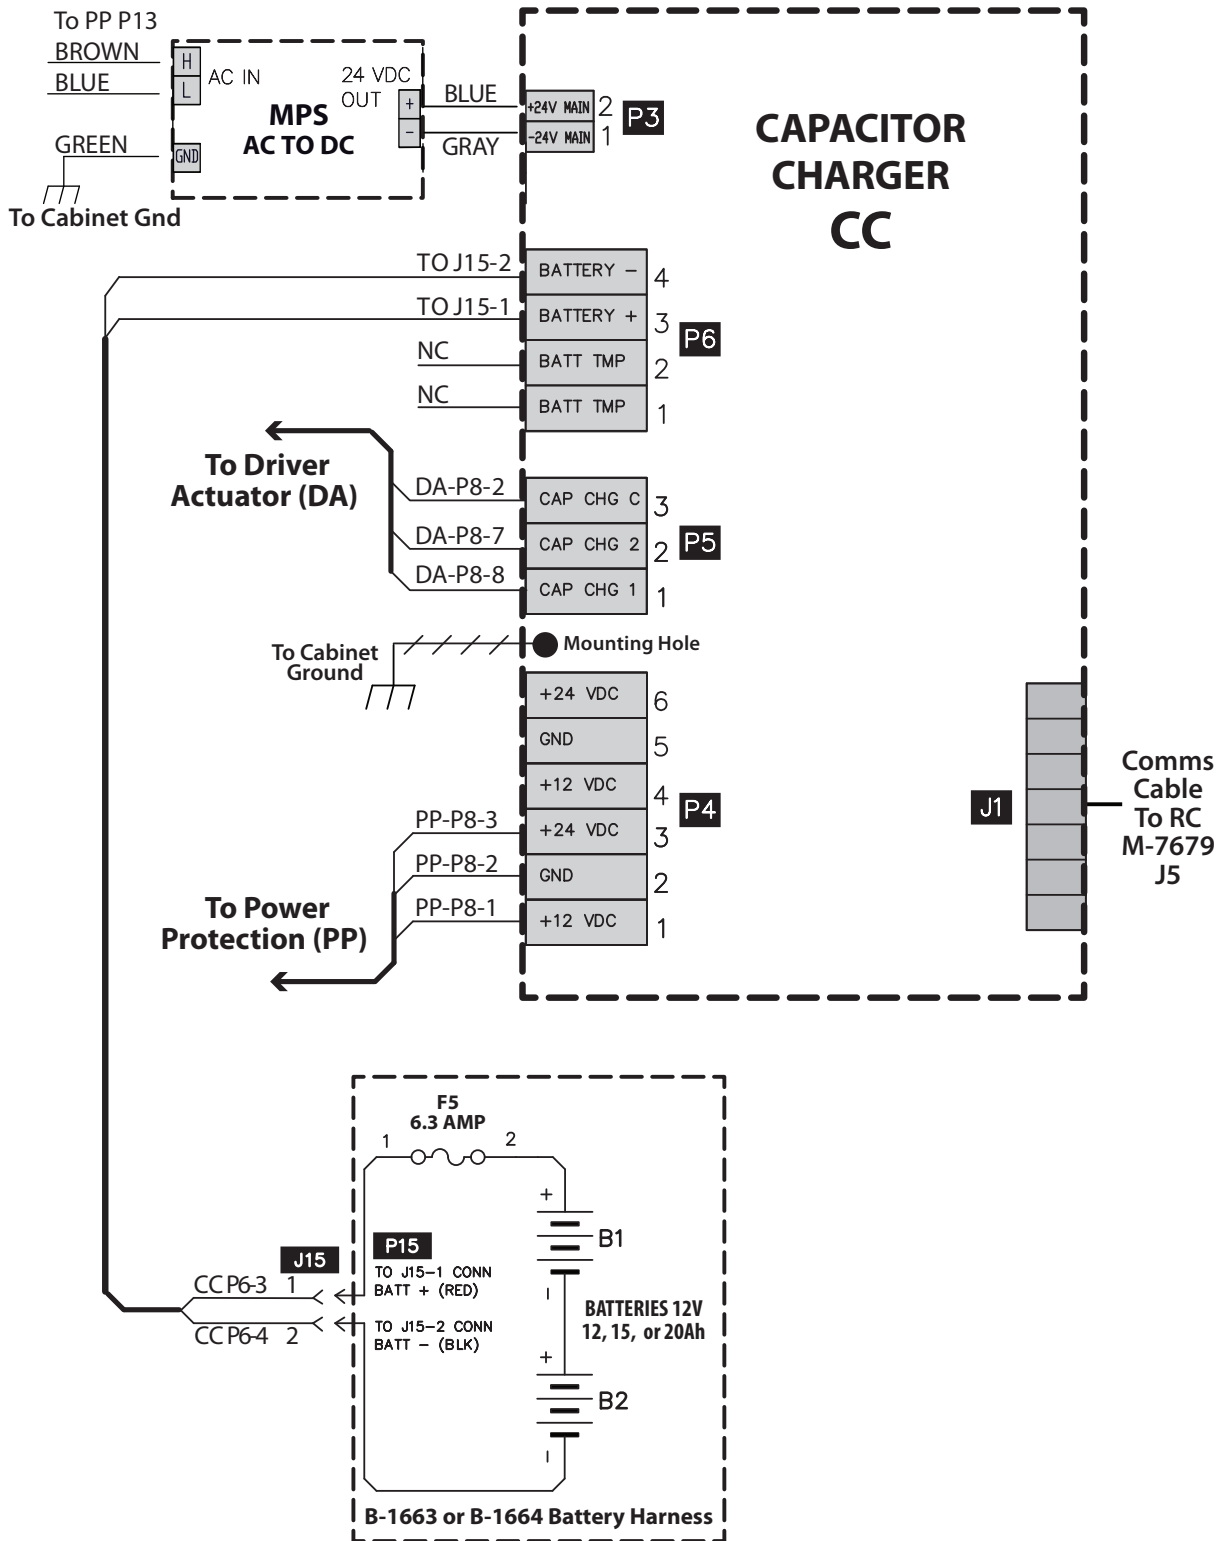 To PP P13
BROWN
BLUE
GREEN
To Cabinet Gnd
H
L
GND
AC IN
24 VDC
OUT
+
-
MPS
AC TO DC
BLUE
GRAY
+24V MAIN 2
-24V MAIN 1
P3
CAPACITOR
CHARGER
CC
TO J15-2 BATTERY - 4
TO J15-1 BATTERY + 3
NC BATT TMP 2
NC BATT TMP 1
P6
To Driver
Actuator (DA)
DA-P8-2 CAP CHG C 3
DA-P8-7 CAP CHG 2 2
DA-P8-8 CAP CHG 1 1
P5
To Cabinet
Ground
Mounting Hole
+24 VDC 6
GND 5
+12 VDC 4
PP-P8-3 +24 VDC 3
PP-P8-2 GND 2
PP-P8-1 +12 VDC 1
P4
To Power
Protection (PP)
J1
Comms
Cable
To RC
M-7679
J5
F5
6.3 AMP
1 2
+
B1
-
BATTERIES 12V
12, 15, or 20Ah
+
B2
-
J15
P15
CC P6-3 1
TO J15-1 CONN
BATT + (RED)
CC P6-4 2
TO J15-2 CONN
BATT - (BLK)
B-1663 or B-1664 Battery Harness